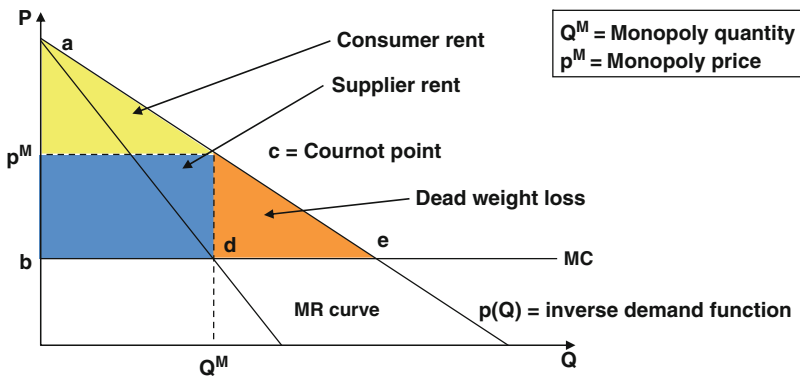 P
Q^M = Monopoly quantity
p^M = Monopoly price
a
Consumer rent
Supplier rent
p^M
c = Cournot point
Dead weight loss
d
e
b
MC
MR curve
p(Q) = inverse demand function
Q^M
Q